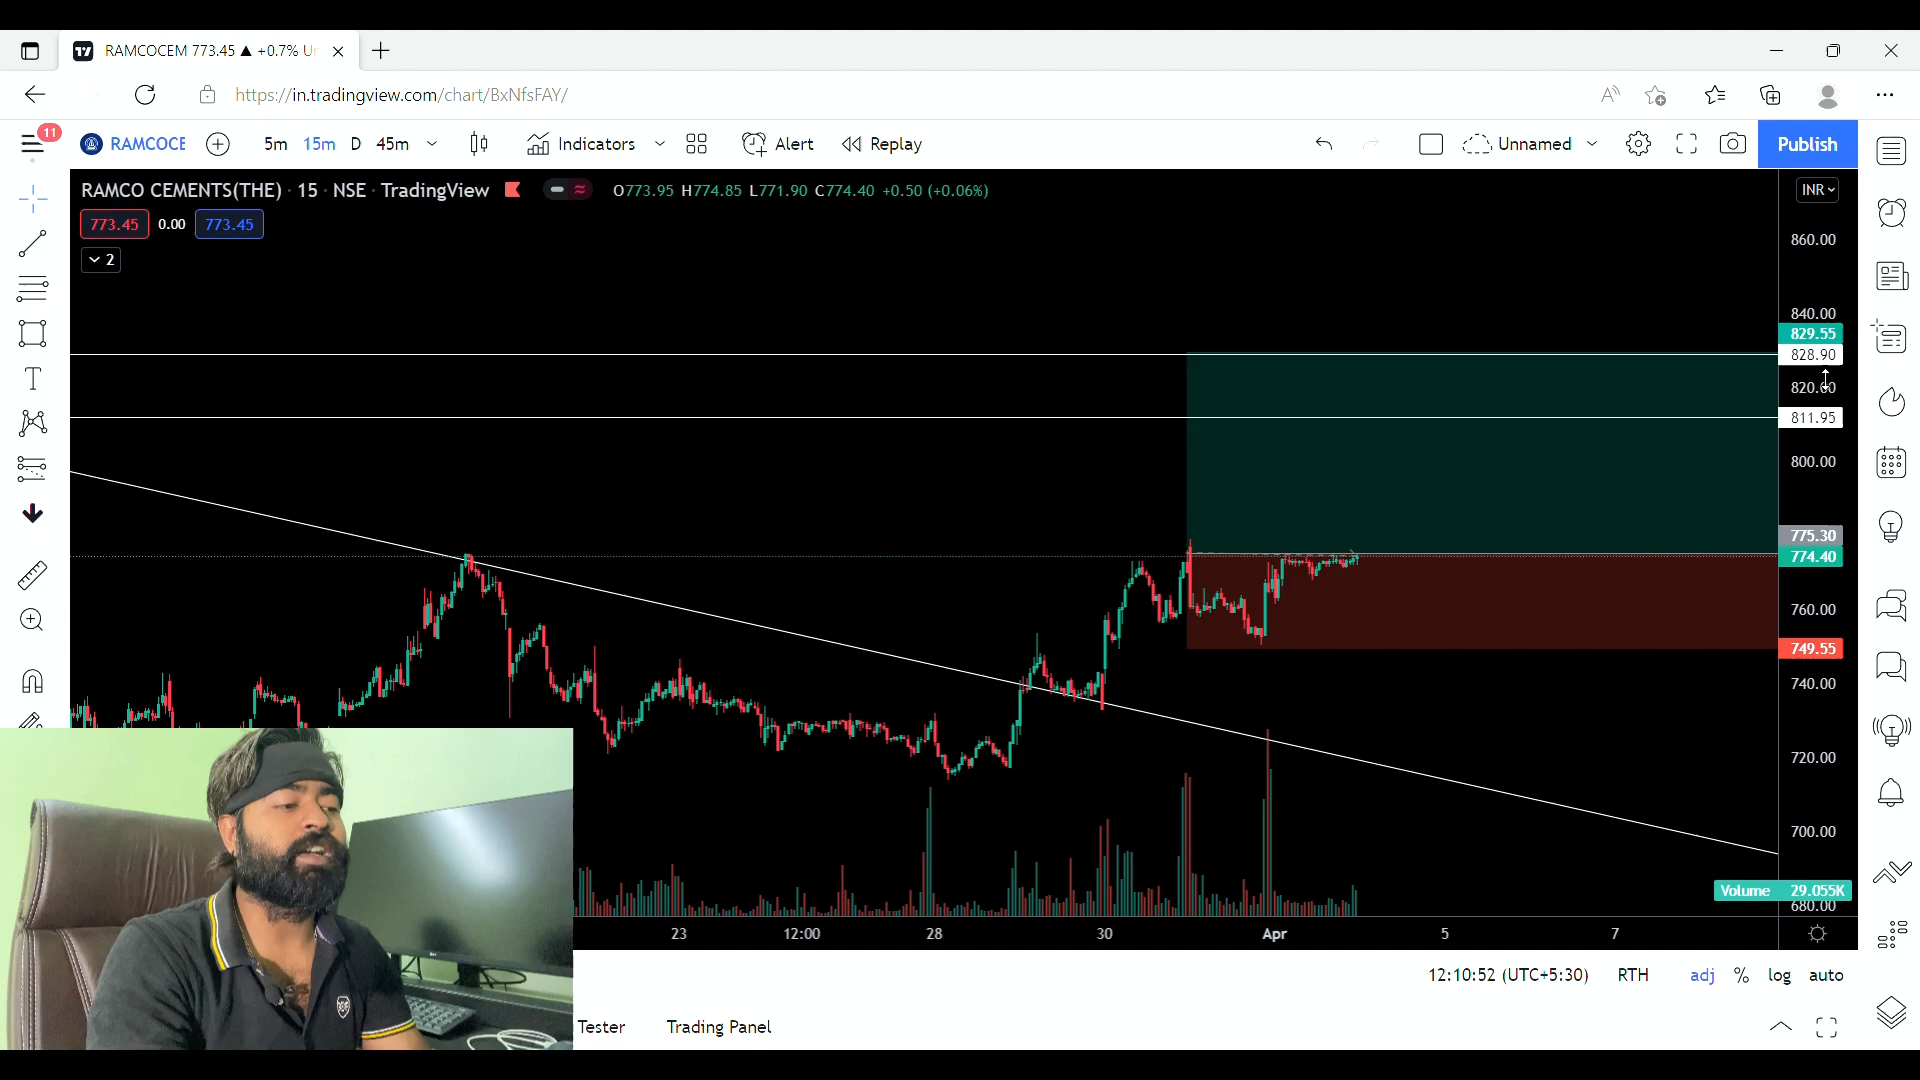 RAMCOCEM 773.45 ▲ +0.7% Un
https://in.tradingview.com/chart/BxNfsFAY/
11
RAMCOCE 5m 15m D 45m Indicators Alert Replay Unnamed Publish
RAMCO CEMENTS(THE) · 15 · NSE · TradingView O773.95 H774.85 L771.90 C774.40 +0.50 (+0.06%) INR
773.45 0.00 773.45
2
860.00
840.00
829.55
828.90
820.00
811.95
800.00
775.30
774.40
760.00
749.55
740.00
720.00
700.00
Volume 29.055K
680.00
23 12:00 28 30 Apr 5 7
12:10:52 (UTC+5:30) RTH adj % log auto
Tester Trading Panel